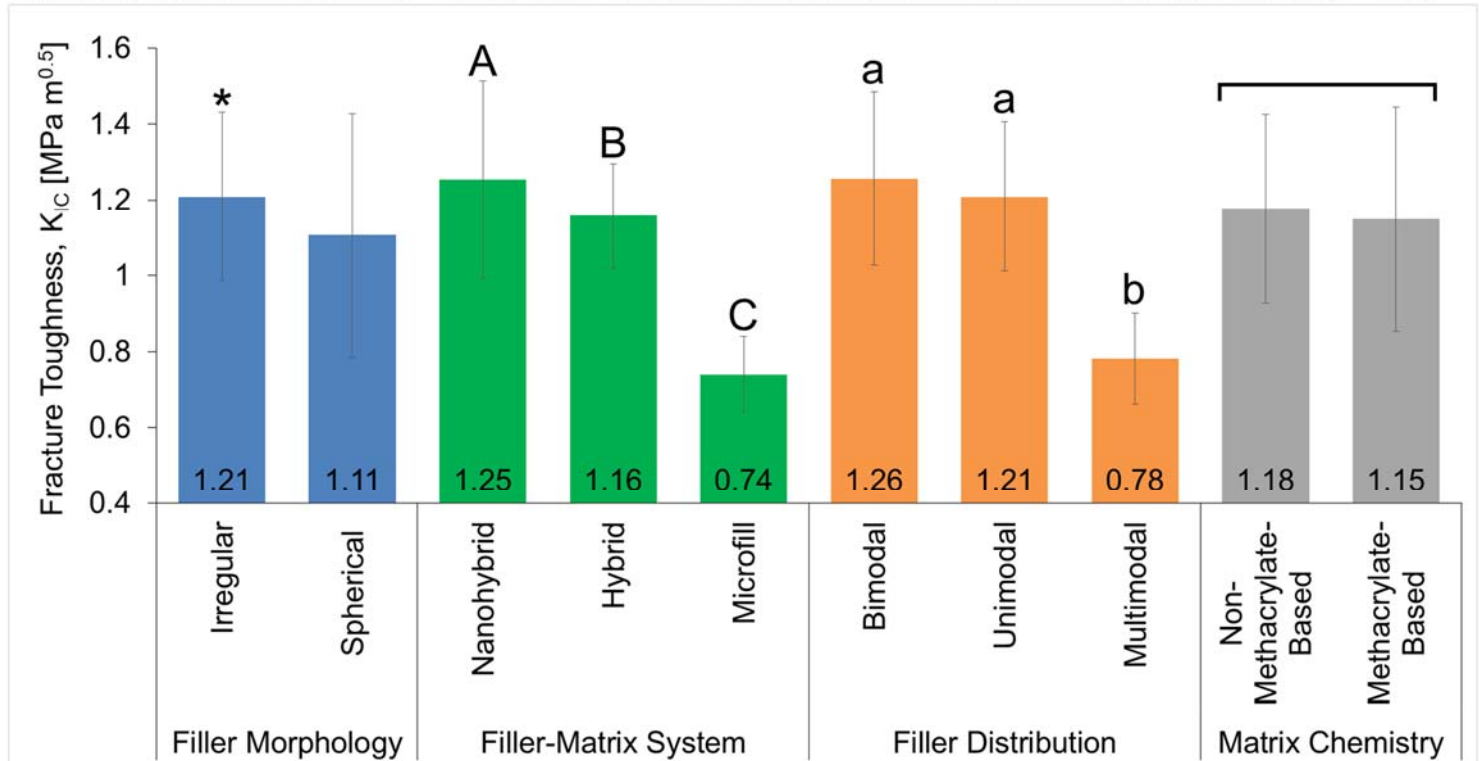 Fracture Toughness, K_IC [MPa m^0.5]
1.6
1.4
1.2
1
0.8
0.6
0.4
*
A
B
C
a
a
b
1.21
1.11
1.25
1.16
0.74
1.26
1.21
0.78
1.18
1.15
Irregular
Spherical
Nanohybrid
Hybrid
Microfill
Bimodal
Unimodal
Multimodal
Non-
Methacrylate-
Based
Methacrylate-
Based
Filler Morphology
Filler-Matrix System
Filler Distribution
Matrix Chemistry